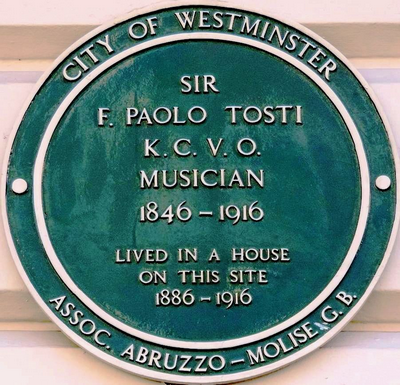 CITY OF WESTMINSTER
SIR
F. PAOLO TOSTI
K. C. V. O.
MUSICIAN
1846 – 1916
LIVED IN A HOUSE
ON THIS SITE
1886 – 1916
ASSOC. ABRUZZO – MOLISE G. B.